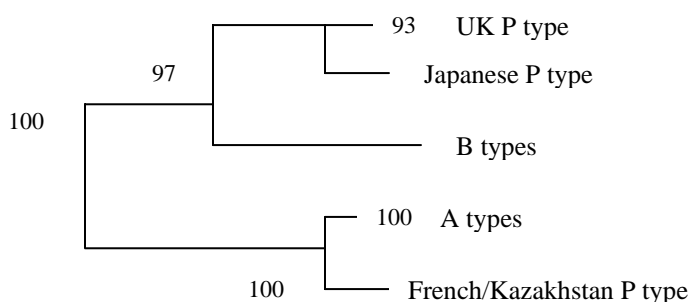 93 UK P type
97 Japanese P type
100
B types
100 A types
100 French/Kazakhstan P type